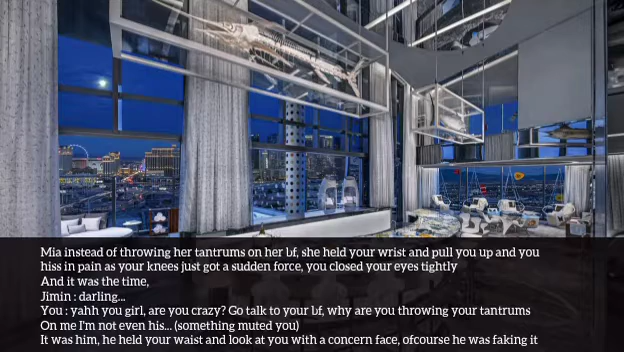 Mia instead of throwing her tantrums on her bf, she held your wrist and pull you up and you
hiss in pain as your knees just got a sudden force, you closed your eyes tightly
And it was the time,
Jimin : darling...
You : yahh you girl, are you crazy? Go talk to your bf, why are you throwing your tantrums
On me I'm not even his... (something muted you)
It was him, he held your waist and look at you with a concern face, ofcourse he was faking it